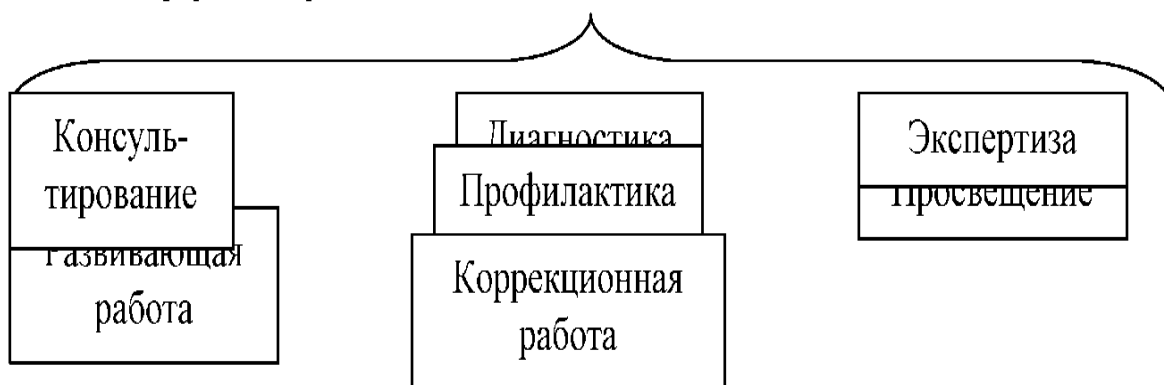 Консуль-
тирование
Развивающая
работа
Диагностика
Профилактика
Коррекционная
работа
Экспертиза
Просвещение